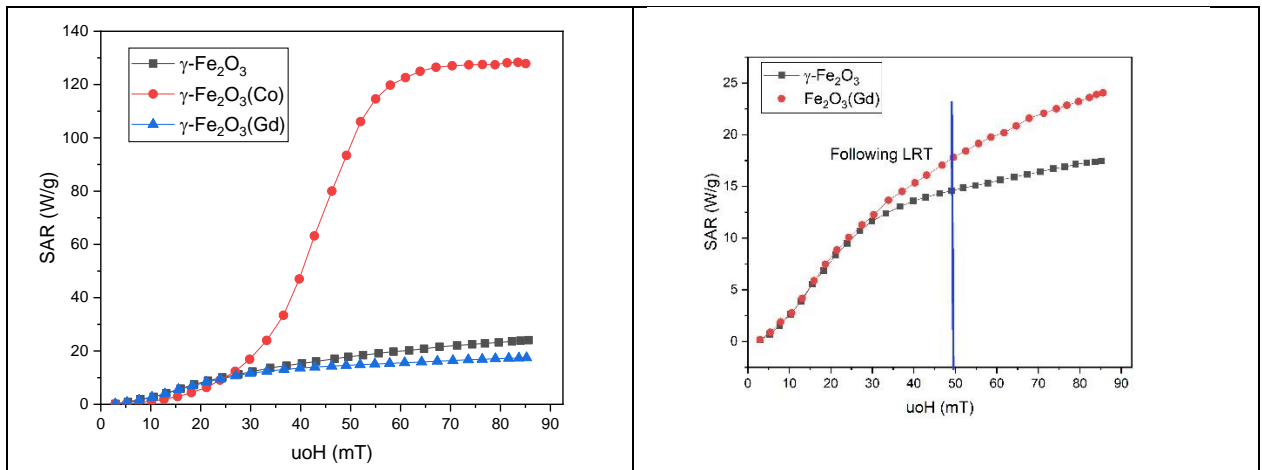 140
120
100
80
60
40
20
0
SAR (W/g)
γ-Fe₂O₃
γ-Fe₂O₃(Co)
γ-Fe₂O₃(Gd)
0 10 20 30 40 50 60 70 80 90
uoH (mT)
25
20
15
10
5
0
SAR (W/g)
γ-Fe₂O₃
Fe₂O₃(Gd)
Following LRT
0 10 20 30 40 50 60 70 80 90
uoH (mT)